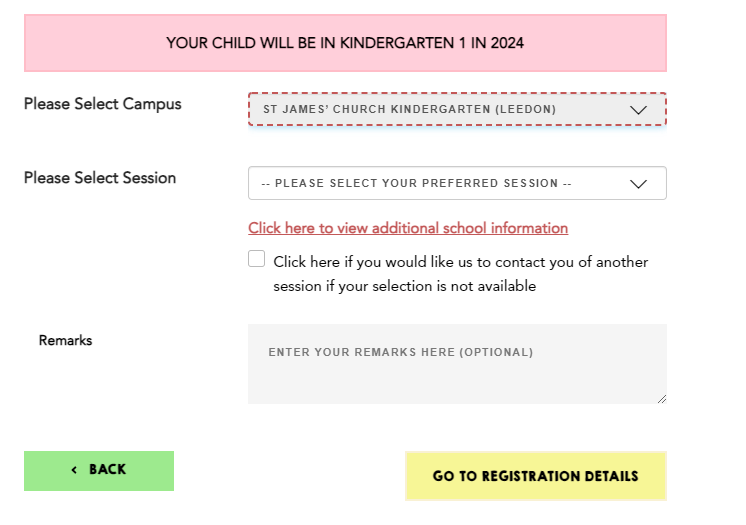 YOUR CHILD WILL BE IN KINDERGARTEN 1 IN 2024
Please Select Campus
ST JAMES' CHURCH KINDERGARTEN (LEEDON)
Please Select Session
-- PLEASE SELECT YOUR PREFERRED SESSION --
Click here to view additional school information
Click here if you would like us to contact you of another
session if your selection is not available
Remarks
ENTER YOUR REMARKS HERE (OPTIONAL)
< BACK
GO TO REGISTRATION DETAILS